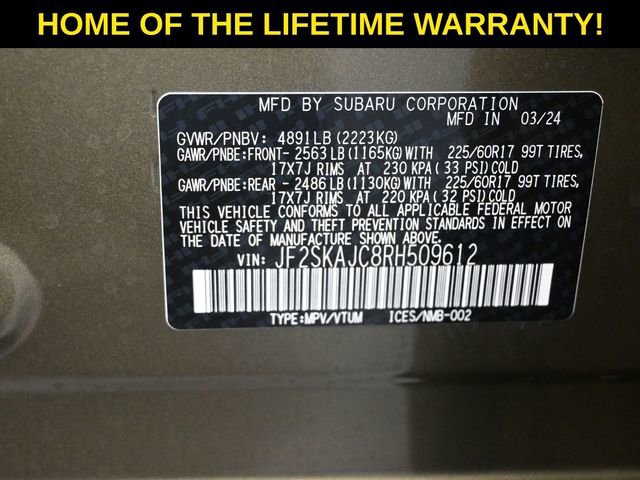 HOME OF THE LIFETIME WARRANTY!
MFD BY SUBARU CORPORATION
MFD IN 03/24
GVWR/PNBV: 4891LB (2223KG)
GAWR/PNBE:FRONT- 2563 LB (1165KG) WITH 225/60R17 99T TIRES,
17X7J RIMS AT 230 KPA ( 33 PSI) COLD
GAWR/PNBE:REAR - 2486 LB (1130KG) WITH 225/60R17 99T TIRES,
17X7J RIMS AT 220 KPA ( 32 PSI) COLD
THIS VEHICLE CONFORMS TO ALL APPLICABLE FEDERAL MOTOR
VEHICLE SAFETY AND THEFT PREVENTION STANDARDS IN EFFECT ON
THE DATE OF MANUFACTURE SHOWN ABOVE.
VIN: JF2SKAJC8RH509612
TYPE:MPV/VTUM ICES/NMB-002